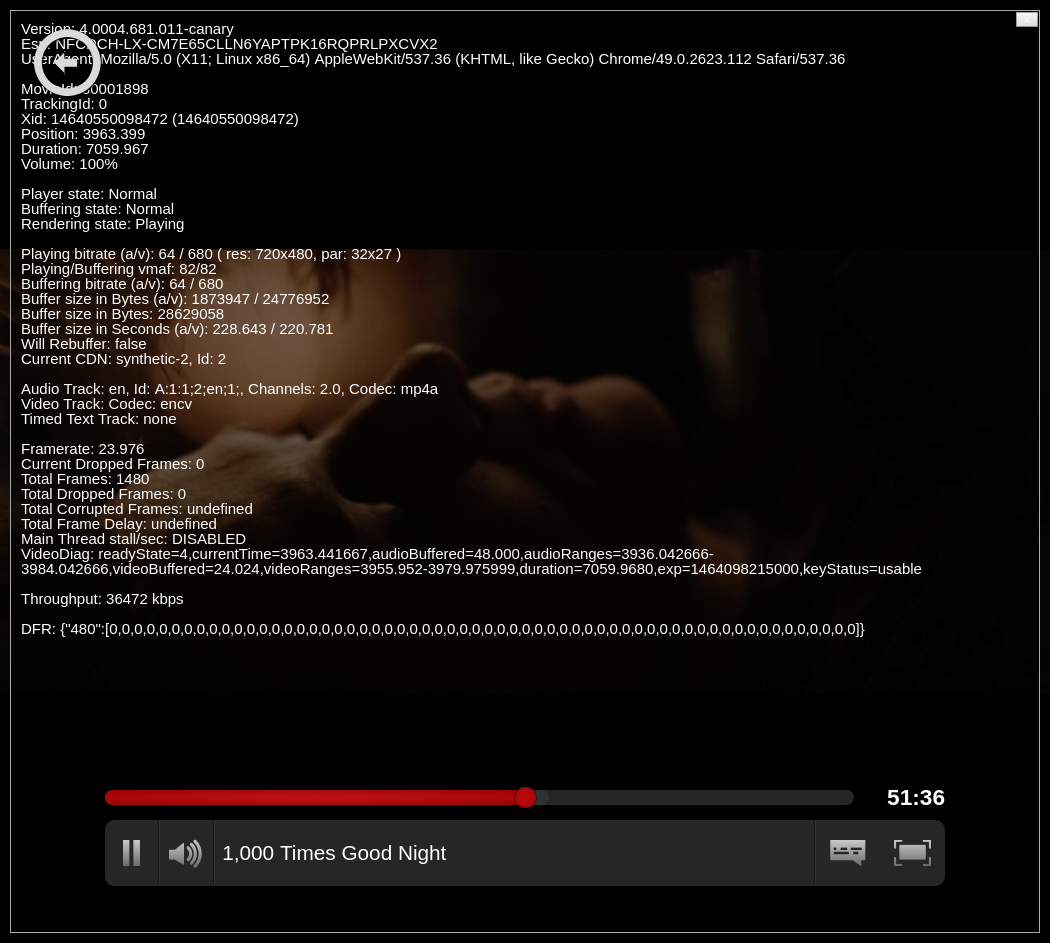 Version: 4.0004.681.011-canary
Esn: NFCDCH-LX-CM7E65CLLN6YAPTPK16RQPRLPXCVX2
UserAgent: Mozilla/5.0 (X11; Linux x86_64) AppleWebKit/537.36 (KHTML, like Gecko) Chrome/49.0.2623.112 Safari/537.36
MovieId: 80001898
TrackingId: 0
Xid: 14640550098472 (14640550098472)
Position: 3963.399
Duration: 7059.967
Volume: 100%
Player state: Normal
Buffering state: Normal
Rendering state: Playing
Playing bitrate (a/v): 64 / 680 ( res: 720x480, par: 32x27 )
Playing/Buffering vmaf: 82/82
Buffering bitrate (a/v): 64 / 680
Buffer size in Bytes (a/v): 1873947 / 24776952
Buffer size in Bytes: 28629058
Buffer size in Seconds (a/v): 228.643 / 220.781
Will Rebuffer: false
Current CDN: synthetic-2, Id: 2
Audio Track: en, Id: A:1:1;2;en;1;, Channels: 2.0, Codec: mp4a
Video Track: Codec: encv
Timed Text Track: none
Framerate: 23.976
Current Dropped Frames: 0
Total Frames: 1480
Total Dropped Frames: 0
Total Corrupted Frames: undefined
Total Frame Delay: undefined
Main Thread stall/sec: DISABLED
VideoDiag: readyState=4,currentTime=3963.441667,audioBuffered=48.000,audioRanges=3936.042666-
3984.042666,videoBuffered=24.024,videoRanges=3955.952-3979.975999,duration=7059.9680,exp=1464098215000,keyStatus=usable
Throughput: 36472 kbps
DFR: {"480":[0,0,0,0,0,0,0,0,0,0,0,0,0,0,0,0,0,0,0,0,0,0,0,0,0,0,0,0,0,0,0,0,0,0,0,0,0,0,0,0,0,0,0,0,0,0,0,0,0,0,0,0,0,0,0,0,0,0,0,0]}
51:36
1,000 Times Good Night